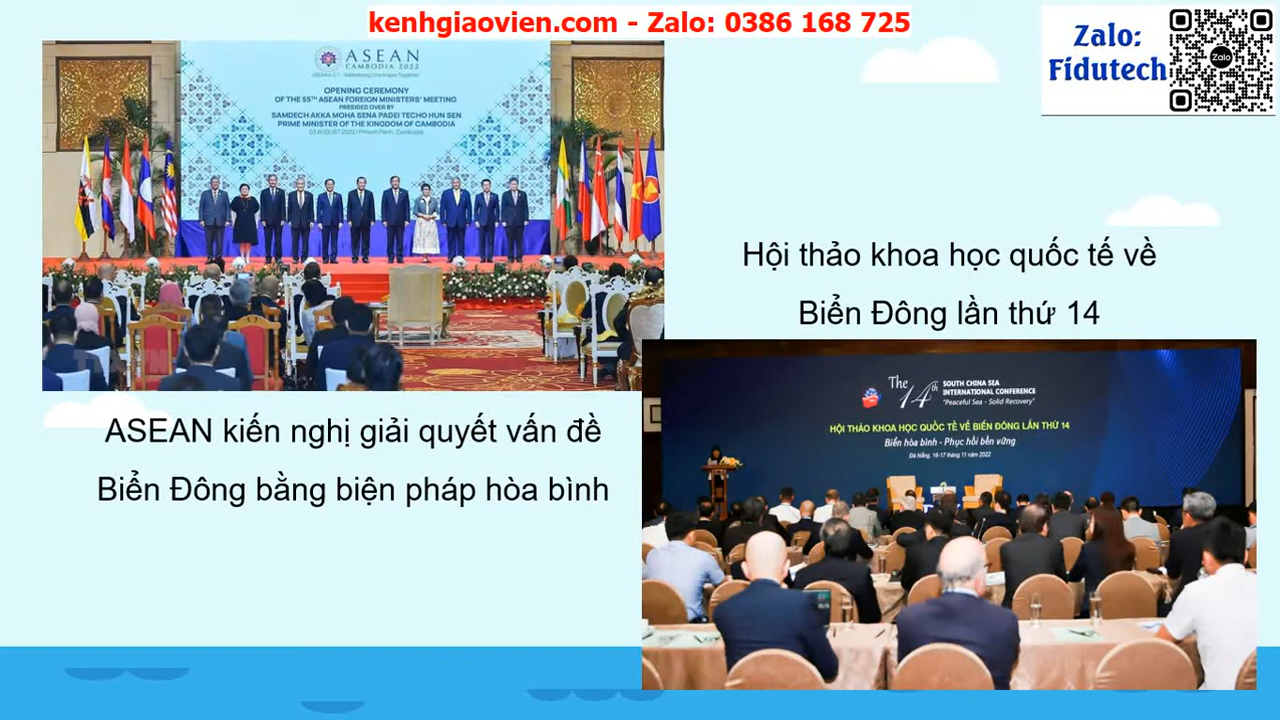 kenhgiaovien.com - Zalo: 0386 168 725
Zalo:
Fidutech
Zalo
ASEAN
CAMBODIA 2022
OPENING CEREMONY
OF THE 55TH ASEAN FOREIGN MINISTERS' MEETING
PRESIDED OVER BY
SAMDECH AKKA MOHA SENA PADEI TECHO HUN SEN
PRIME MINISTER OF THE KINGDOM OF CAMBODIA
03 AUGUST 2022 | Phnom Penh, Cambodia
ASEAN kiến nghị giải quyết vấn đề
Biển Đông bằng biện pháp hòa bình
Hội thảo khoa học quốc tế về
Biển Đông lần thứ 14
The 14th SOUTH CHINA SEA
INTERNATIONAL CONFERENCE
"Peaceful Sea - Solid Recovery"
HỘI THẢO KHOA HỌC QUỐC TẾ VỀ BIỂN ĐÔNG LẦN THỨ 14
Biển hòa bình - Phục hồi bền vững
Đà Nẵng, 16-17 tháng 11 năm 2022